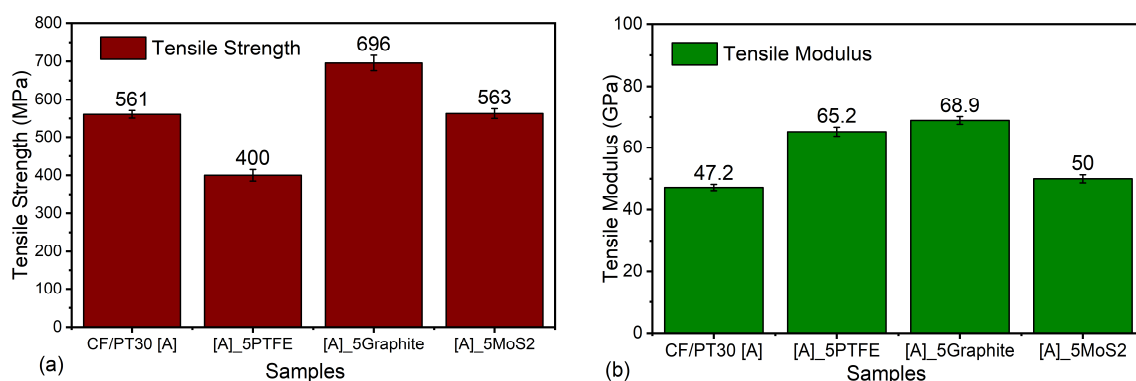 800
700
600
500
400
300
200
100
0
Tensile Strength (MPa)
Tensile Strength
561
400
696
563
CF/PT30 [A]
[A]_5PTFE
[A]_5Graphite
[A]_5MoS2
(a)
Samples
100
80
60
40
20
0
Tensile Modulus (GPa)
Tensile Modulus
47.2
65.2
68.9
50
CF/PT30 [A]
[A]_5PTFE
[A]_5Graphite
[A]_5MoS2
(b)
Samples